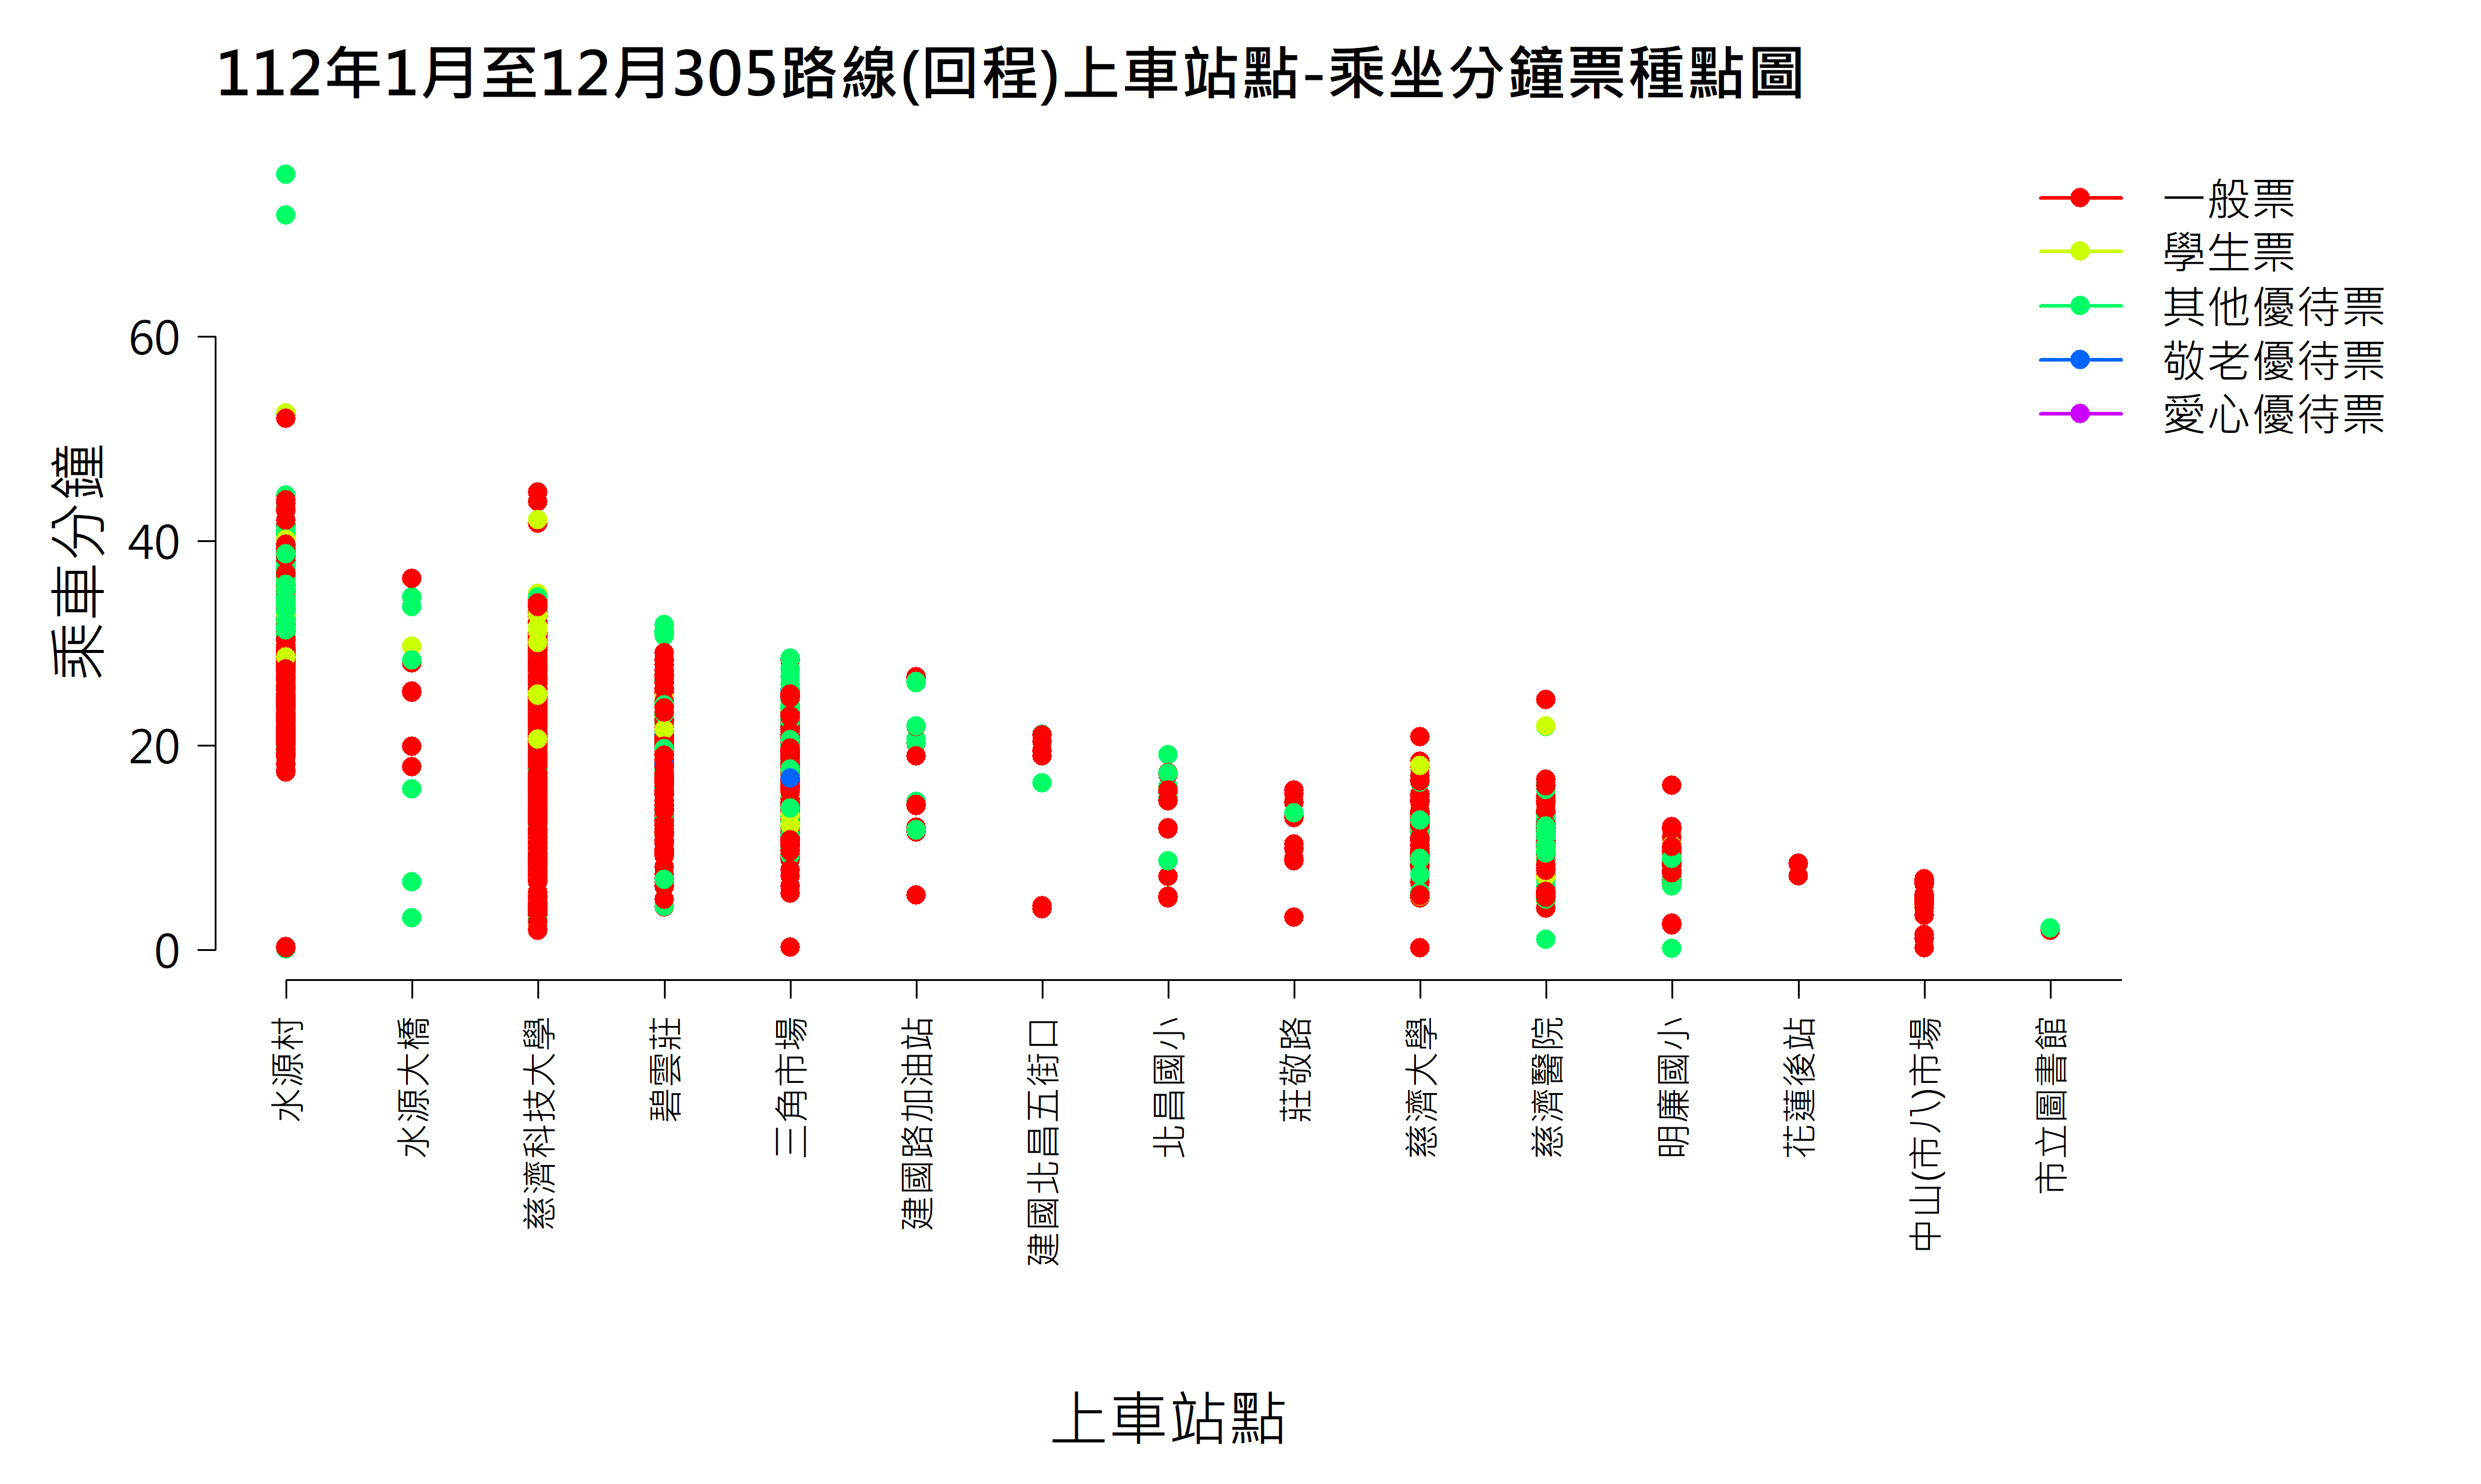 112年1月至12月305路線(回程)上車站點-乘坐分鐘票種點圖
一般票
學生票
其他優待票
敬老優待票
愛心優待票
乘車分鐘
60
40
20
0
水源村
水源大橋
慈濟科技大學
碧雲莊
三角市場
建國路加油站
建國北昌五街口
北昌國小
莊敬路
慈濟大學
慈濟醫院
明廉國小
花蓮後站
中山(市八)市場
市立圖書館
上車站點